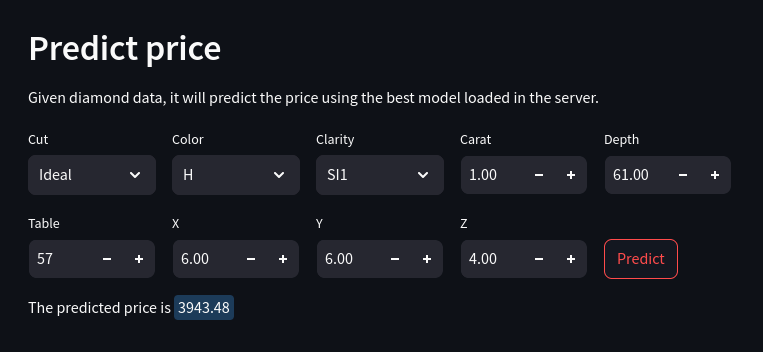 Predict price
Given diamond data, it will predict the price using the best model loaded in the server.
Cut Color Clarity Carat Depth
Ideal H SI1 1.00 − + 61.00 − +
Table X Y Z
57 − + 6.00 − + 6.00 − + 4.00 − + Predict
The predicted price is 3943.48